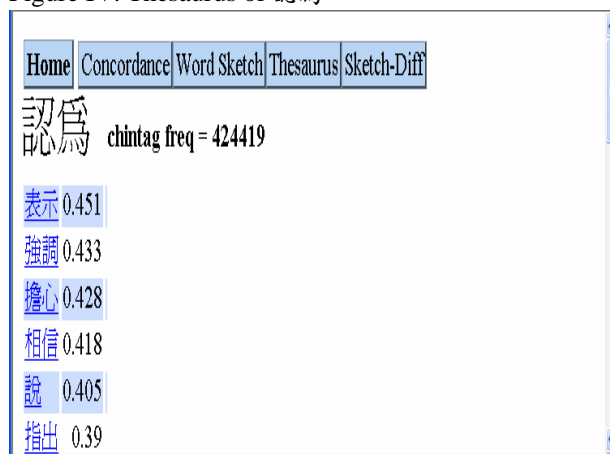 Home Concordance Word Sketch Thesaurus Sketch-Diff
認爲 chintag freq = 424419
表示 0.451
強調 0.433
擔心 0.428
相信 0.418
說 0.405
指出 0.39